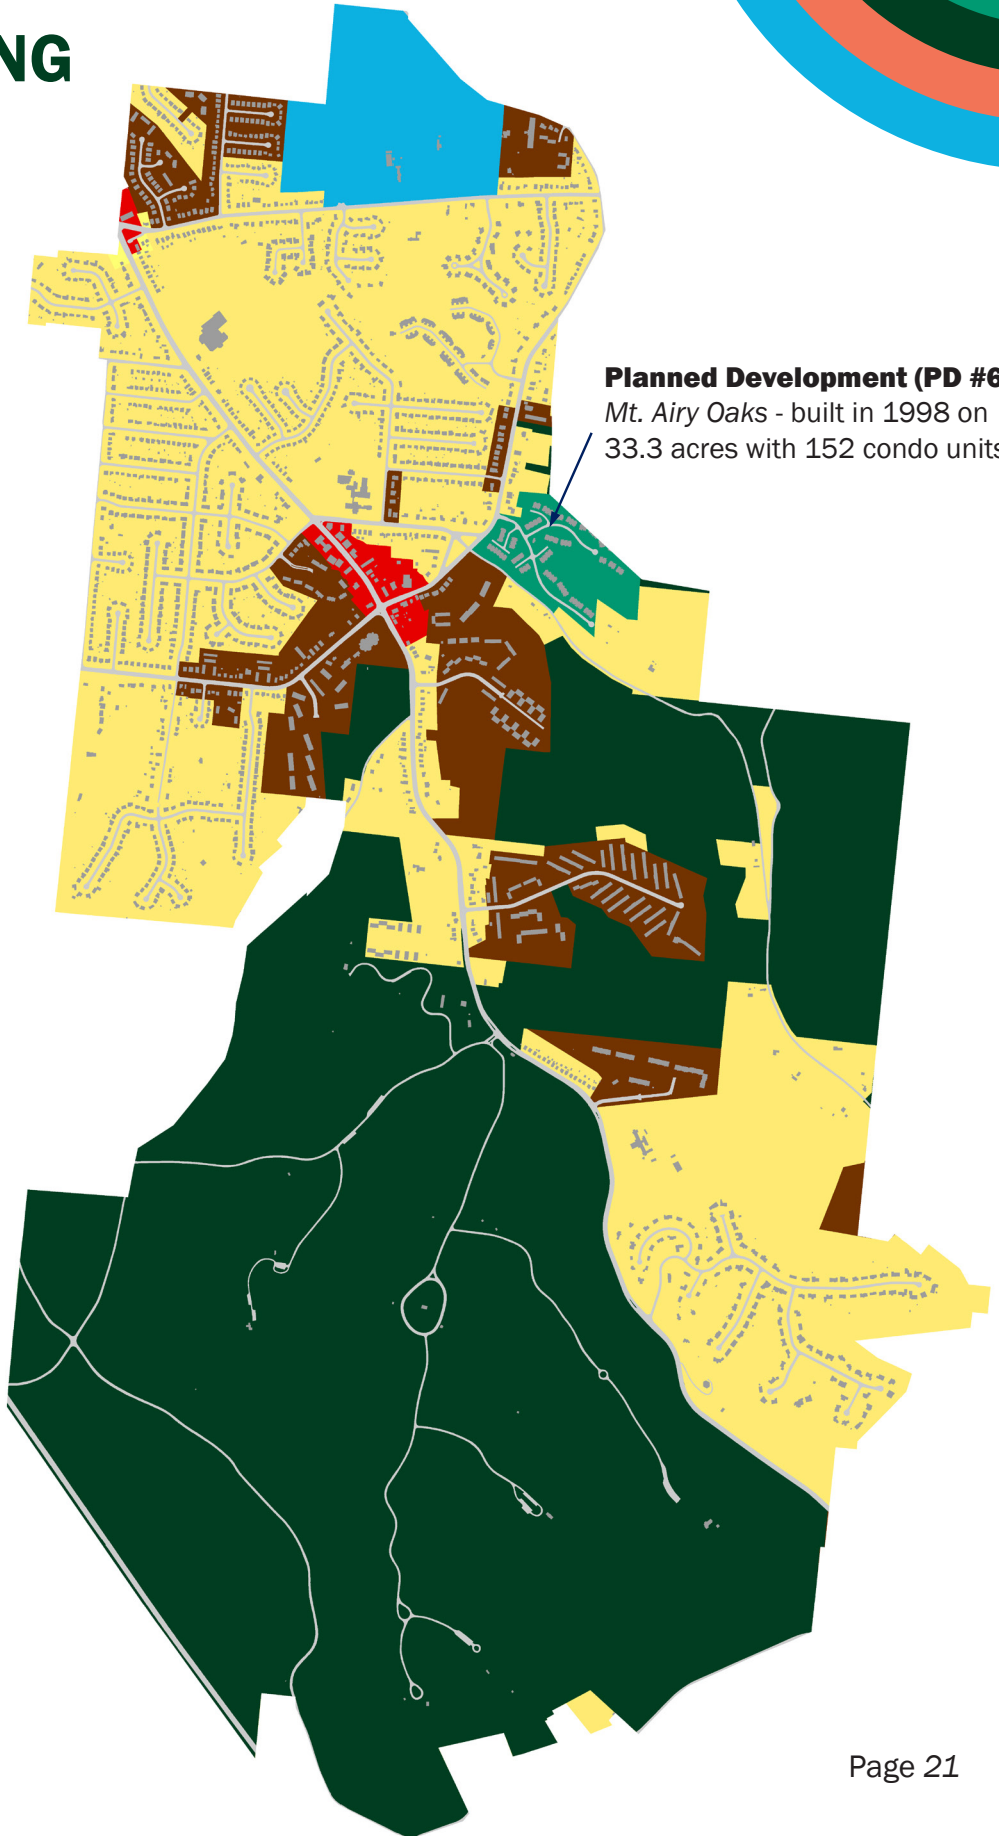 NG
Planned Development (PD #6
Mt. Airy Oaks - built in 1998 on
33.3 acres with 152 condo units
Page 21